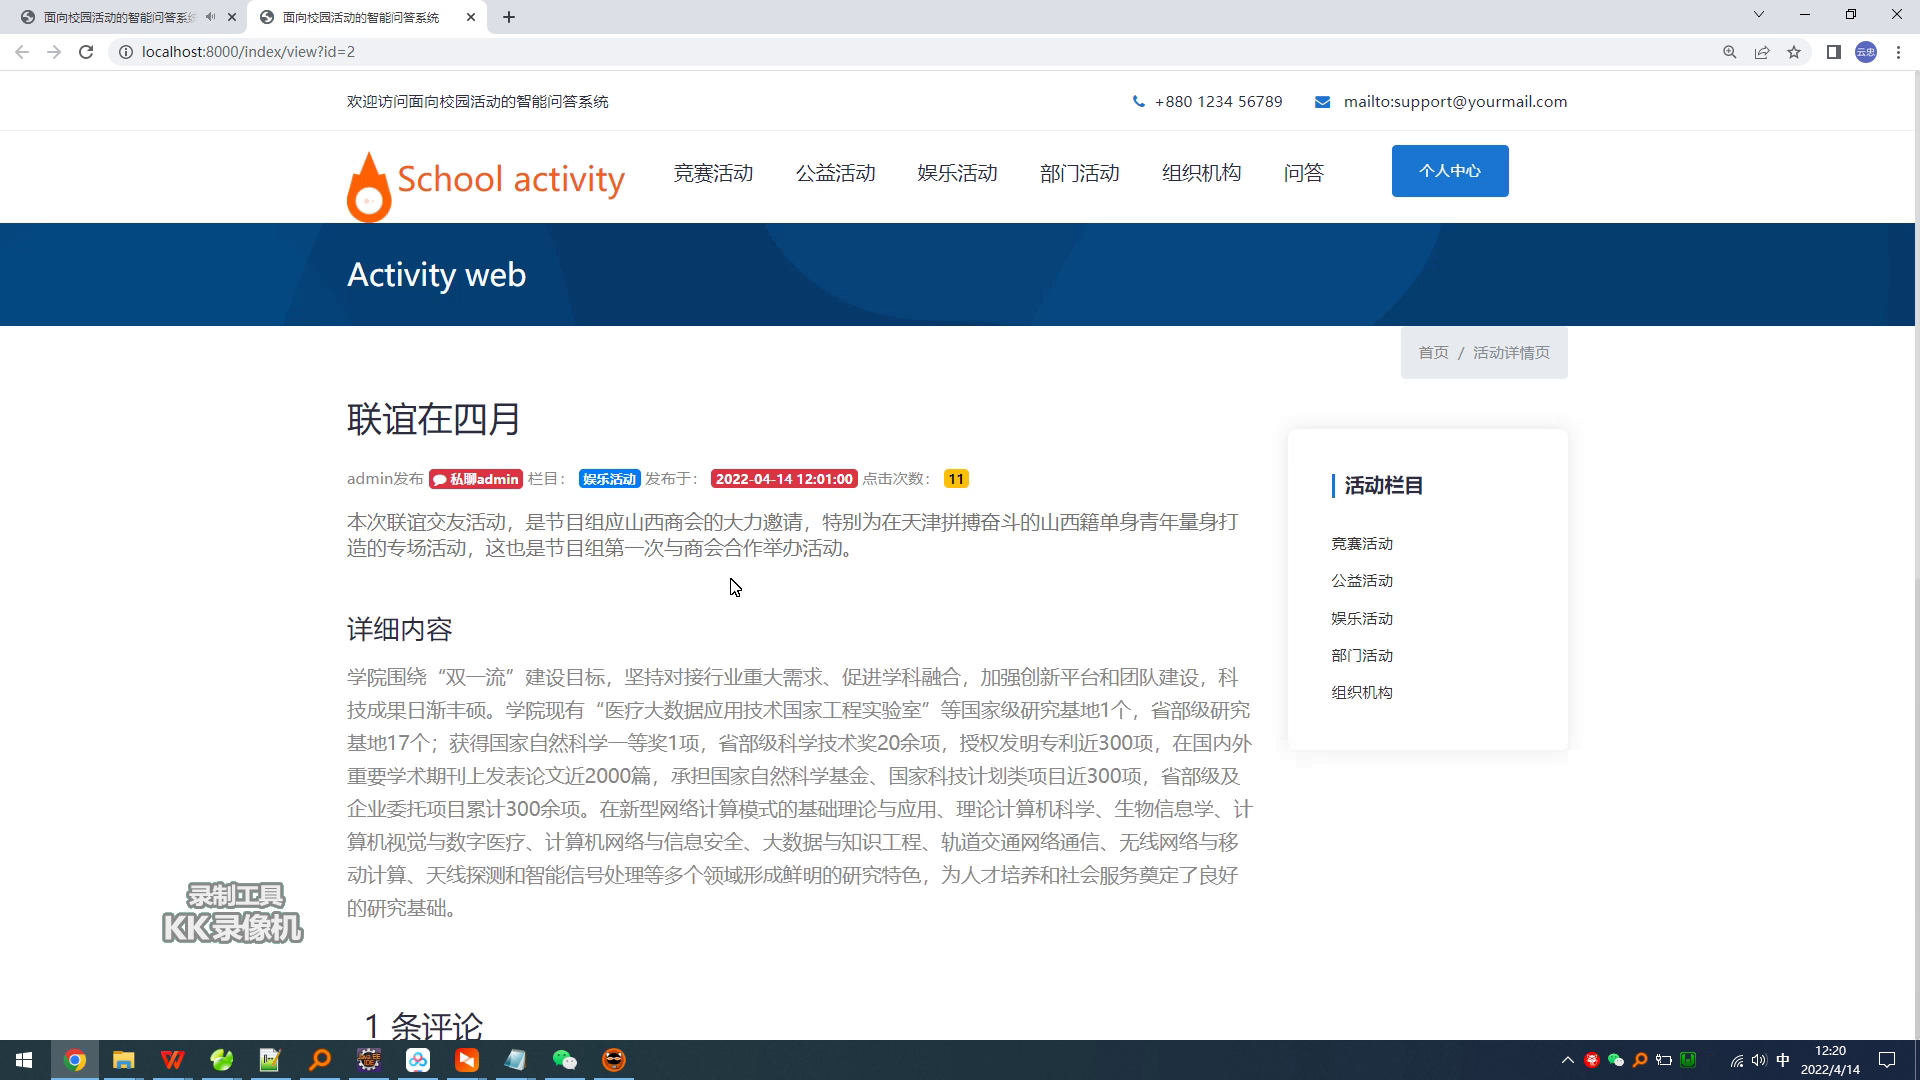 面向校园活动的智能问答系统
面向校园活动的智能问答系统
localhost:8000/index/view?id=2
云忠
欢迎访问面向校园活动的智能问答系统
+880 1234 56789
mailto:support@yourmail.com
School activity
竞赛活动
公益活动
娱乐活动
部门活动
组织机构
问答
个人中心
Activity web
首页 / 活动详情页
联谊在四月
admin发布 私聊admin 栏目： 娱乐活动 发布于： 2022-04-14 12:01:00 点击次数： 11
本次联谊交友活动，是节目组应山西商会的大力邀请，特别为在天津拼搏奋斗的山西籍单身青年量身打
造的专场活动，这也是节目组第一次与商会合作举办活动。
详细内容
学院围绕“双一流”建设目标，坚持对接行业重大需求、促进学科融合，加强创新平台和团队建设，科
技成果日渐丰硕。学院现有“医疗大数据应用技术国家工程实验室”等国家级研究基地1个，省部级研究
基地17个；获得国家自然科学一等奖1项，省部级科学技术奖20余项，授权发明专利近300项，在国内外
重要学术期刊上发表论文近2000篇，承担国家自然科学基金、国家科技计划类项目近300项，省部级及
企业委托项目累计300余项。在新型网络计算模式的基础理论与应用、理论计算机科学、生物信息学、计
算机视觉与数字医疗、计算机网络与信息安全、大数据与知识工程、轨道交通网络通信、无线网络与移
动计算、天线探测和智能信号处理等多个领域形成鲜明的研究特色，为人才培养和社会服务奠定了良好
的研究基础。
活动栏目
竞赛活动
公益活动
娱乐活动
部门活动
组织机构
录制工具
KK录像机
1 条评论
中
12:20
2022/4/14